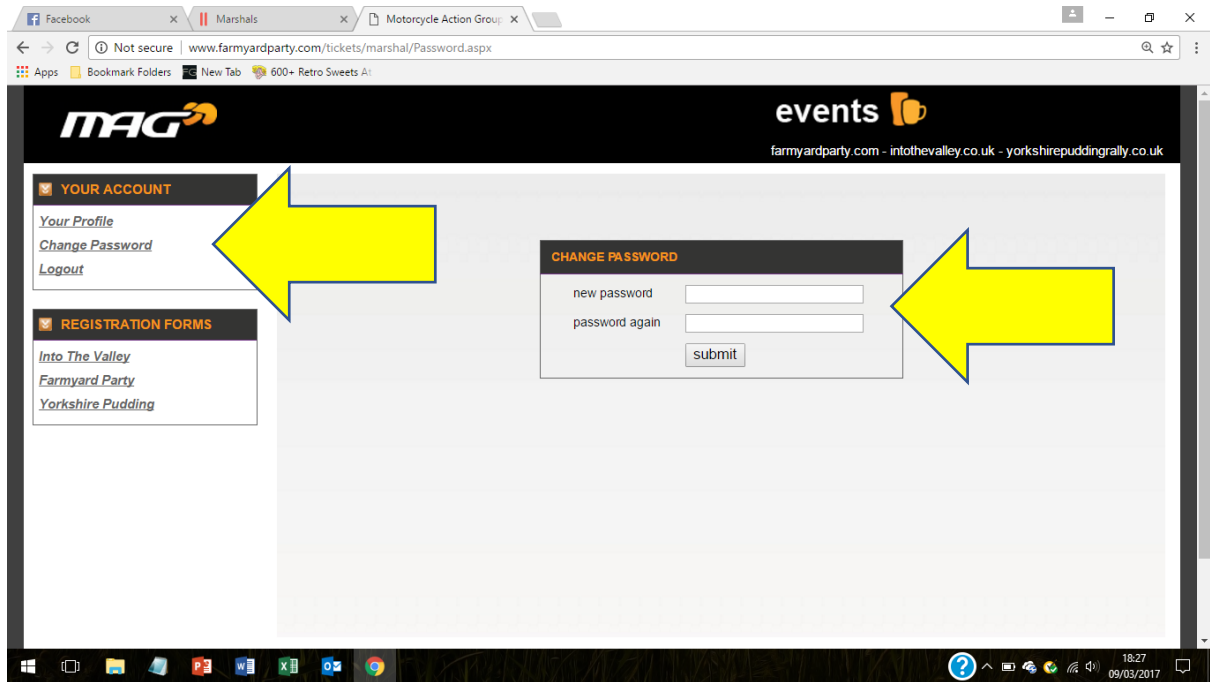 Facebook
Marshals
Motorcycle Action Group
Not secure | www.farmyardparty.com/tickets/marshal/Password.aspx
Apps Bookmark Folders FG New Tab 600+ Retro Sweets At
MAG
events
farmyardparty.com - intothevalley.co.uk - yorkshirepuddingrally.co.uk
YOUR ACCOUNT
Your Profile
Change Password
Logout
CHANGE PASSWORD
new password
password again
submit
REGISTRATION FORMS
Into The Valley
Farmyard Party
Yorkshire Pudding
18:27
09/03/2017